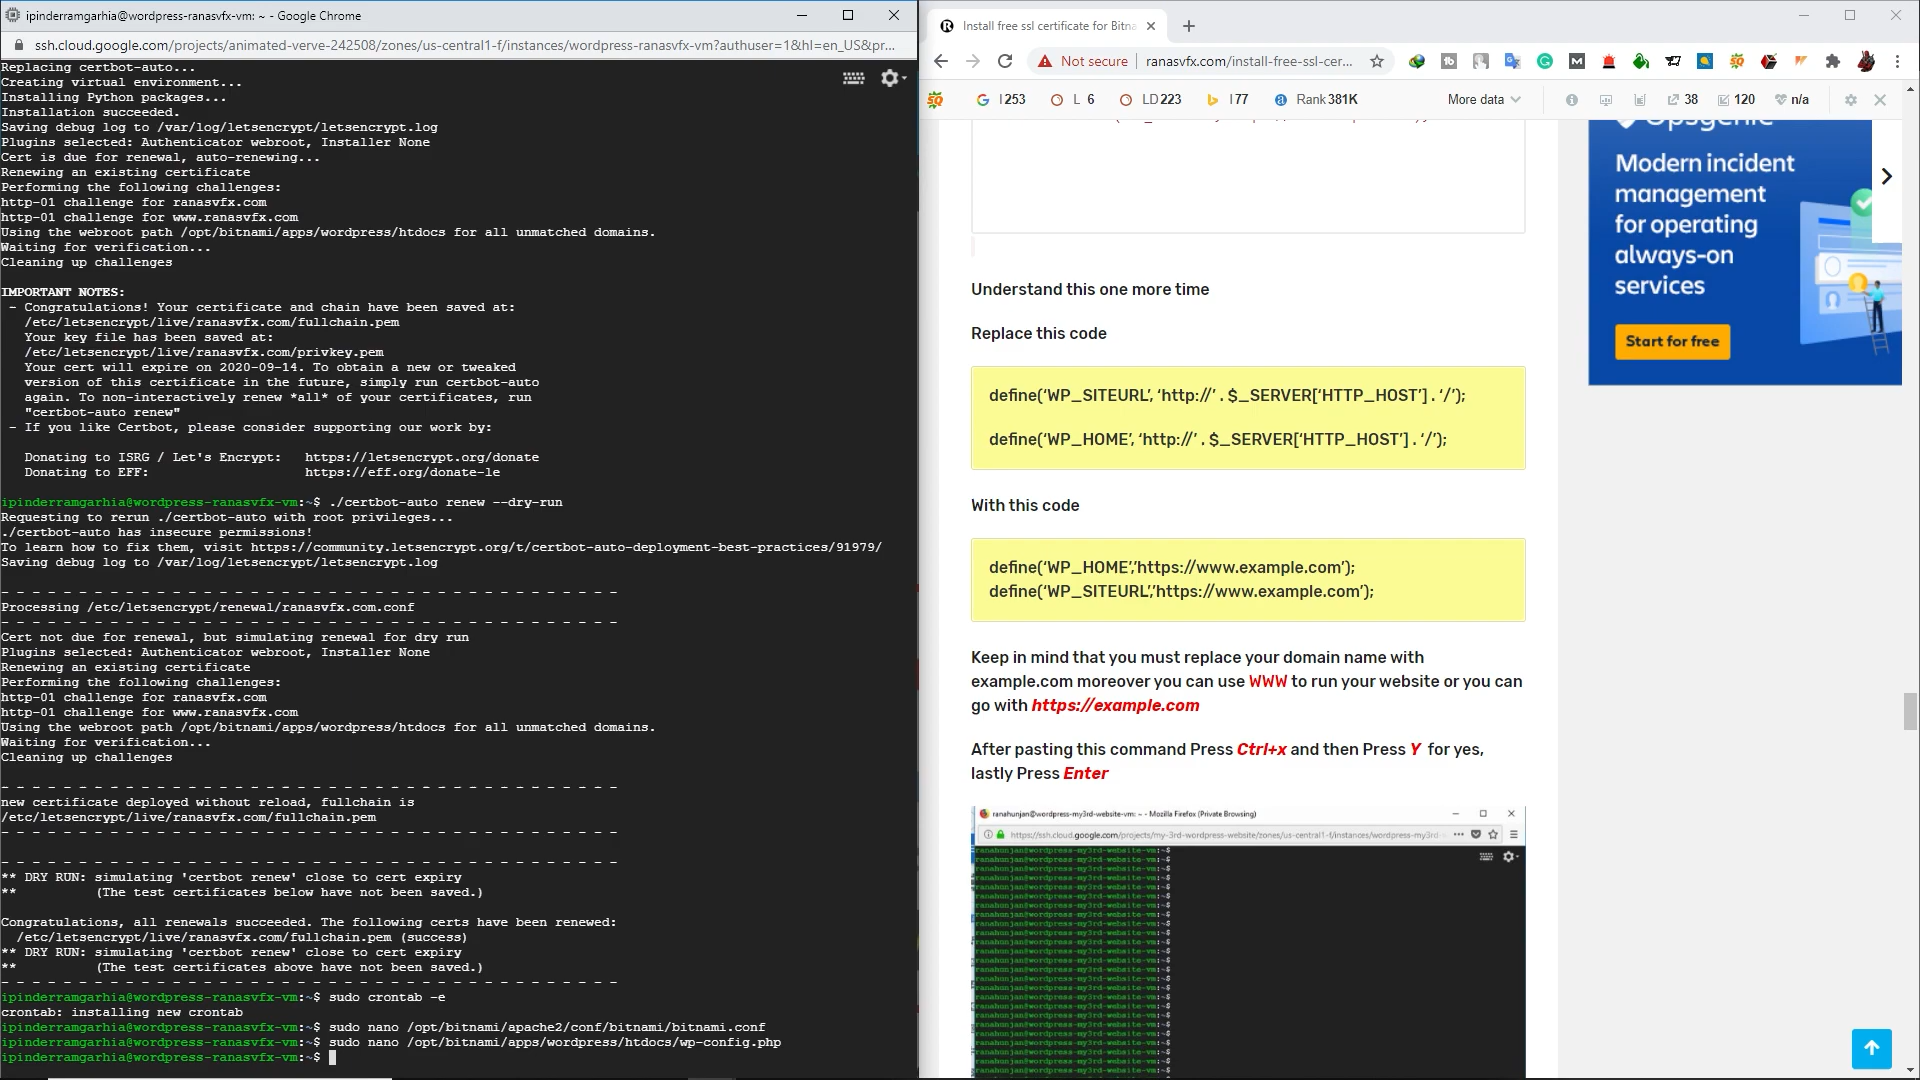 ipinderramgarhia@wordpress-ranasvfx-vm: ~ - Google Chrome
ssh.cloud.google.com/projects/animated-verve-242508/zones/us-central1-f/instances/wordpress-ranasvfx-vm?authuser=1&hl=en_US&pr...
Replacing certbot-auto...
Creating virtual environment...
Installing Python packages...
Installation succeeded.
Saving debug log to /var/log/letsencrypt/letsencrypt.log
Plugins selected: Authenticator webroot, Installer None
Cert is due for renewal, auto-renewing...
Renewing an existing certificate
Performing the following challenges:
http-01 challenge for ranasvfx.com
http-01 challenge for www.ranasvfx.com
Using the webroot path /opt/bitnami/apps/wordpress/htdocs for all unmatched domains.
Waiting for verification...
Cleaning up challenges
IMPORTANT NOTES:
- Congratulations! Your certificate and chain have been saved at:
/etc/letsencrypt/live/ranasvfx.com/fullchain.pem
Your key file has been saved at:
/etc/letsencrypt/live/ranasvfx.com/privkey.pem
Your cert will expire on 2020-09-14. To obtain a new or tweaked
version of this certificate in the future, simply run certbot-auto
again. To non-interactively renew *all* of your certificates, run
"certbot-auto renew"
- If you like Certbot, please consider supporting our work by:
Donating to ISRG / Let's Encrypt:   https://letsencrypt.org/donate
Donating to EFF:                    https://eff.org/donate-le
ipinderramgarhia@wordpress-ranasvfx-vm:~$ ./certbot-auto renew --dry-run
Requesting to rerun ./certbot-auto with root privileges...
./certbot-auto has insecure permissions!
To learn how to fix them, visit https://community.letsencrypt.org/t/certbot-auto-deployment-best-practices/91979/
Saving debug log to /var/log/letsencrypt/letsencrypt.log
- - - - - - - - - - - - - - - - - - - - - - - - - - - - - - - - - - - - - - - -
Processing /etc/letsencrypt/renewal/ranasvfx.com.conf
- - - - - - - - - - - - - - - - - - - - - - - - - - - - - - - - - - - - - - - -
Cert not due for renewal, but simulating renewal for dry run
Plugins selected: Authenticator webroot, Installer None
Renewing an existing certificate
Performing the following challenges:
http-01 challenge for ranasvfx.com
http-01 challenge for www.ranasvfx.com
Using the webroot path /opt/bitnami/apps/wordpress/htdocs for all unmatched domains.
Waiting for verification...
Cleaning up challenges
- - - - - - - - - - - - - - - - - - - - - - - - - - - - - - - - - - - - - - - -
new certificate deployed without reload, fullchain is
/etc/letsencrypt/live/ranasvfx.com/fullchain.pem
- - - - - - - - - - - - - - - - - - - - - - - - - - - - - - - - - - - - - - - -
- - - - - - - - - - - - - - - - - - - - - - - - - - - - - - - - - - - - - - - -
** DRY RUN: simulating 'certbot renew' close to cert expiry
**          (The test certificates below have not been saved.)
Congratulations, all renewals succeeded. The following certs have been renewed:
/etc/letsencrypt/live/ranasvfx.com/fullchain.pem (success)
** DRY RUN: simulating 'certbot renew' close to cert expiry
**          (The test certificates above have not been saved.)
- - - - - - - - - - - - - - - - - - - - - - - - - - - - - - - - - - - - - - - -
ipinderramgarhia@wordpress-ranasvfx-vm:~$ sudo crontab -e
crontab: installing new crontab
ipinderramgarhia@wordpress-ranasvfx-vm:~$ sudo nano /opt/bitnami/apache2/conf/bitnami/bitnami.conf
ipinderramgarhia@wordpress-ranasvfx-vm:~$ sudo nano /opt/bitnami/apps/wordpress/htdocs/wp-config.php
ipinderramgarhia@wordpress-ranasvfx-vm:~$
Install free ssl certificate for Bitna
Not secure | ranasvfx.com/install-free-ssl-cer...
I 253 L 6 LD 223 I 77 Rank 381K More data 38 120 n/a
Understand this one more time
Replace this code
define(‘WP_SITEURL’, ‘http://’ . $_SERVER[‘HTTP_HOST’] . ‘/’);
define(‘WP_HOME’, ‘http://’ . $_SERVER[‘HTTP_HOST’] . ‘/’);
With this code
define(‘WP_HOME’,’https://www.example.com’);
define(‘WP_SITEURL’,’https://www.example.com’);
Keep in mind that you must replace your domain name with
example.com moreover you can use WWW to run your website or you can
go with https://example.com
After pasting this command Press Ctrl+x and then Press Y for yes,
lastly Press Enter
ranahunjan@wordpress-my3rd-website-vm: ~ - Mozilla Firefox (Private Browsing)
https://ssh.cloud.google.com/projects/my-3rd-wordpress-website/zones/us-central1-f/instances/wordpress-my3rd-
Opsgenie
Modern incident
management
for operating
always-on
services
Start for free